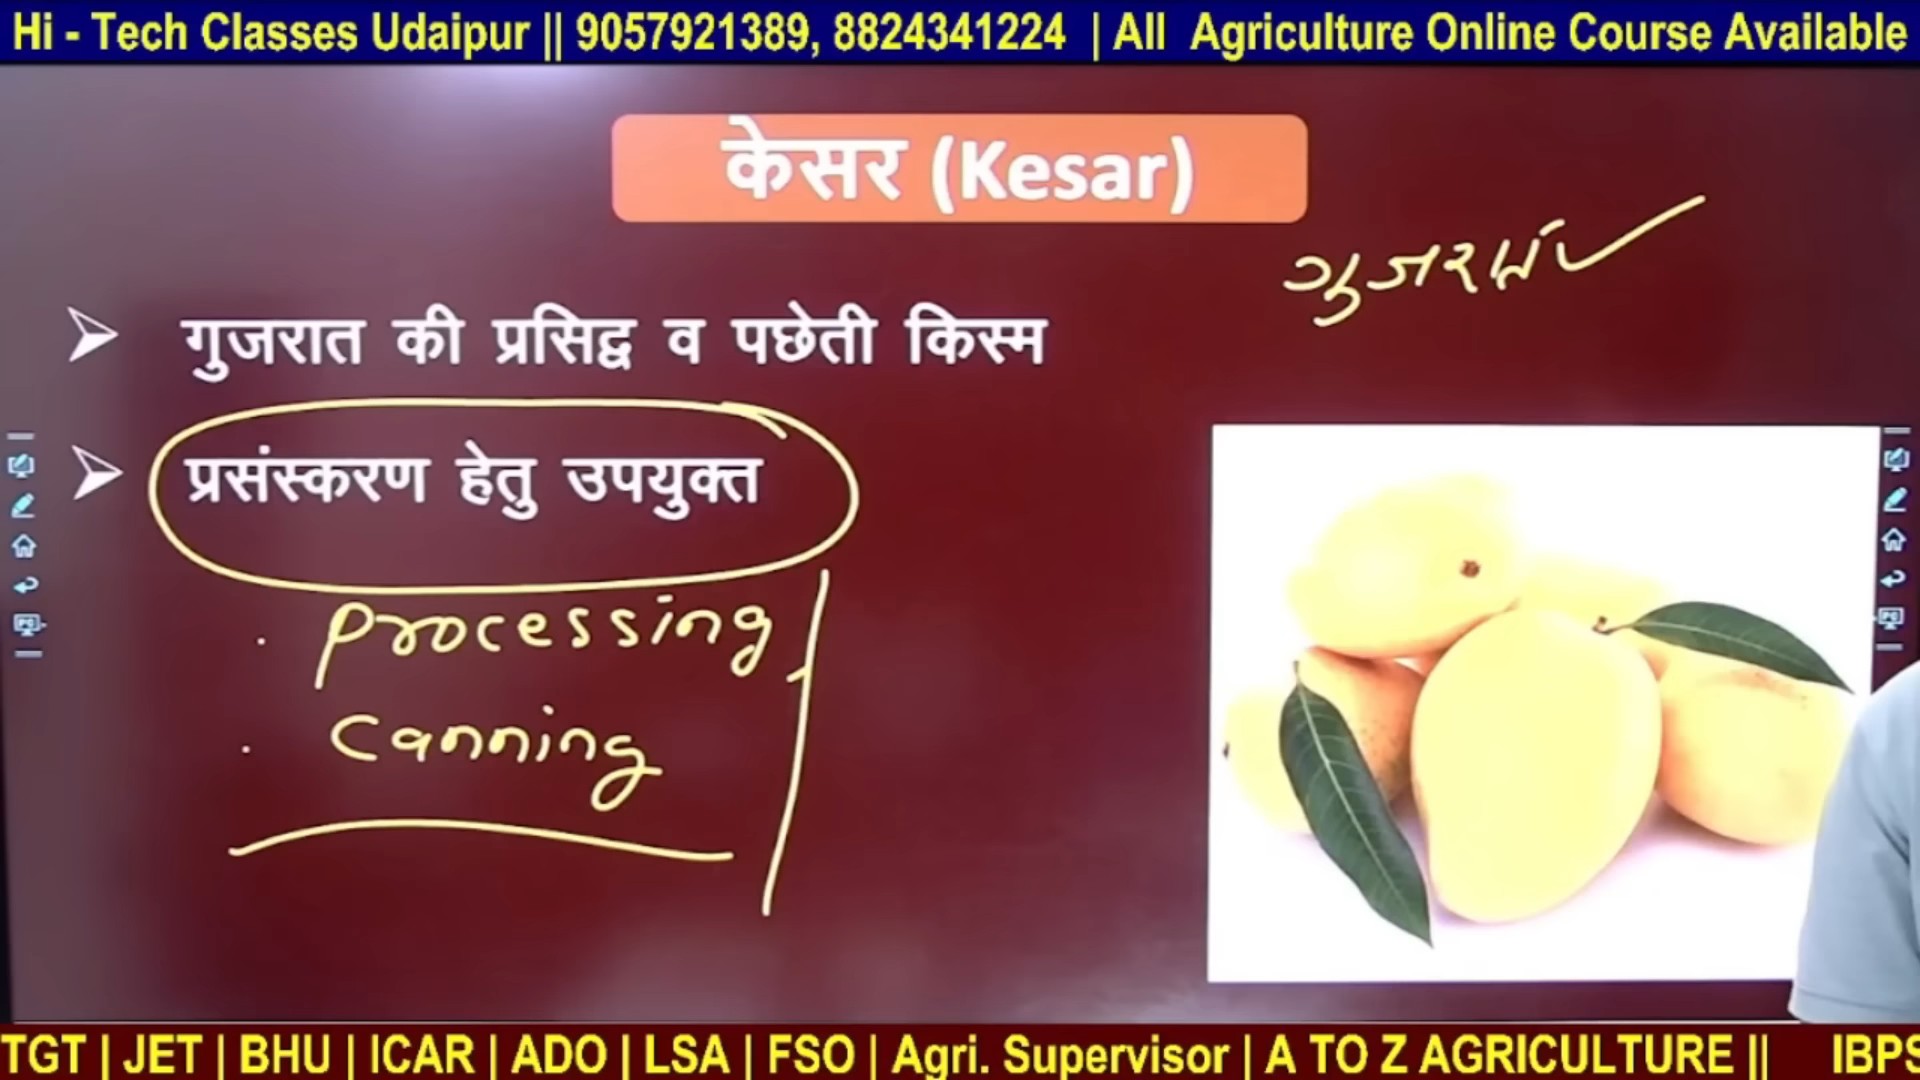 Hi - Tech Classes Udaipur || 9057921389, 8824341224 | All Agriculture Online Course Available
केसर (Kesar)
गुजरात
➢ गुजरात की प्रसिद्व व पछेती किस्म
➢ प्रसंस्करण हेतु उपयुक्त
. Processing,
. Canning
TGT | JET | BHU | ICAR | ADO | LSA | FSO | Agri. Supervisor | A TO Z AGRICULTURE || IBPS